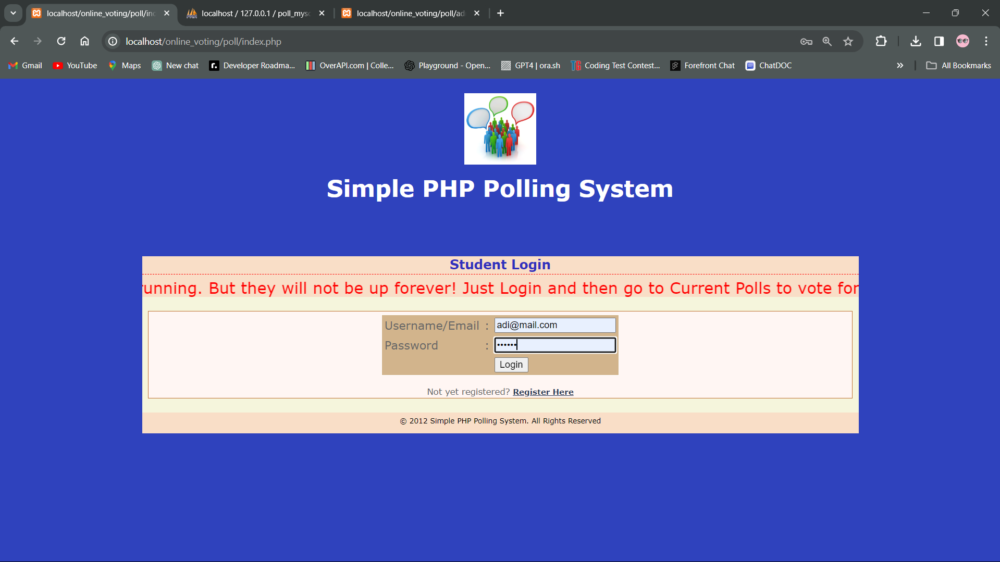 localhost/online_voting/poll/in
localhost / 127.0.0.1 / poll_mys
localhost/online_voting/poll/ad
localhost/online_voting/poll/index.php
Gmail
YouTube
Maps
New chat
Developer Roadma...
OverAPI.com | Colle...
Playground - Open...
GPT4 | ora.sh
Coding Test Contest...
Forefront Chat
ChatDOC
All Bookmarks
Simple PHP Polling System
Student Login
unning. But they will not be up forever! Just Login and then go to Current Polls to vote for
Username/Email : adi@mail.com
Password : ••••••
Login
Not yet registered? Register Here
© 2012 Simple PHP Polling System. All Rights Reserved